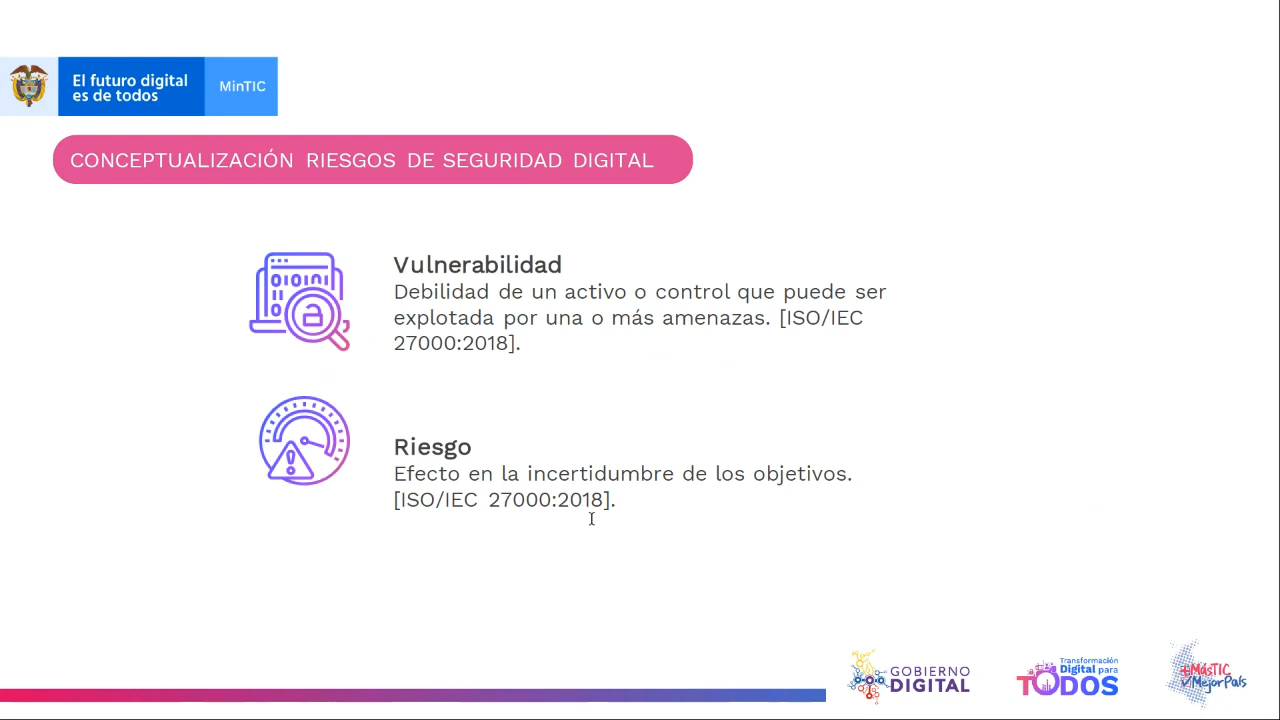 El futuro digital
es de todos
MinTIC
CONCEPTUALIZACIÓN RIESGOS DE SEGURIDAD DIGITAL
Vulnerabilidad
Debilidad de un activo o control que puede ser
explotada por una o más amenazas. [ISO/IEC
27000:2018].
Riesgo
Efecto en la incertidumbre de los objetivos.
[ISO/IEC 27000:2018].
GOBIERNO
DIGITAL
Transformación
Digital para
TODOS
+MásTIC
MejorPaís